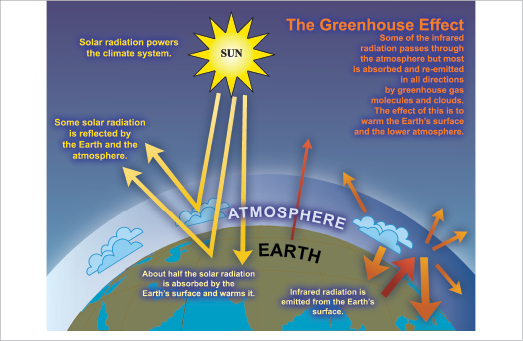 The Greenhouse Effect
Solar radiation powers
the climate system.
SUN
Some of the infrared
radiation passes through
the atmosphere but most
is absorbed and re-emitted
in all directions
by greenhouse gas
molecules and clouds.
The effect of this is to
warm the Earth's surface
and the lower atmosphere.
Some solar radiation
is reflected by
the Earth and the
atmosphere.
ATMOSPHERE
EARTH
About half the solar radiation
is absorbed by the
Earth's surface and warms it.
Infrared radiation is
emitted from the Earth's
surface.